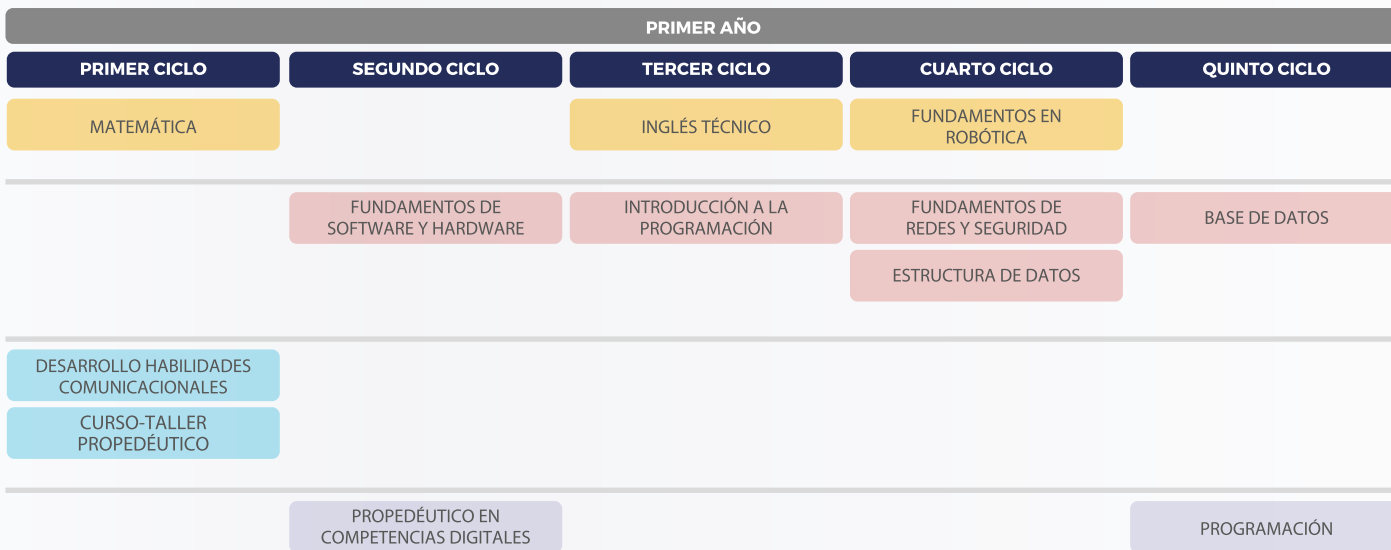 PRIMER AÑO
PRIMER CICLO
SEGUNDO CICLO
TERCER CICLO
CUARTO CICLO
QUINTO CICLO
MATEMÁTICA
INGLÉS TÉCNICO
FUNDAMENTOS EN
ROBÓTICA
FUNDAMENTOS DE
SOFTWARE Y HARDWARE
INTRODUCCIÓN A LA
PROGRAMACIÓN
FUNDAMENTOS DE
REDES Y SEGURIDAD
BASE DE DATOS
ESTRUCTURA DE DATOS
DESARROLLO HABILIDADES
COMUNICACIONALES
CURSO-TALLER
PROPEDÉUTICO
PROPEDÉUTICO EN
COMPETENCIAS DIGITALES
PROGRAMACIÓN